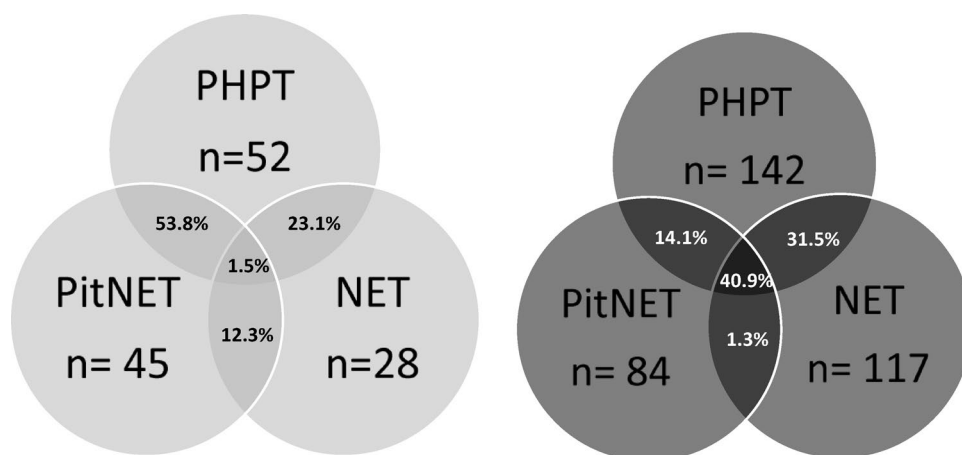 PHPT
n=52
53.8%
23.1%
1.5%
PitNET
n= 45
12.3%
NET
n=28
PHPT
n= 142
14.1%
31.5%
40.9%
PitNET
n= 84
1.3%
NET
n= 117